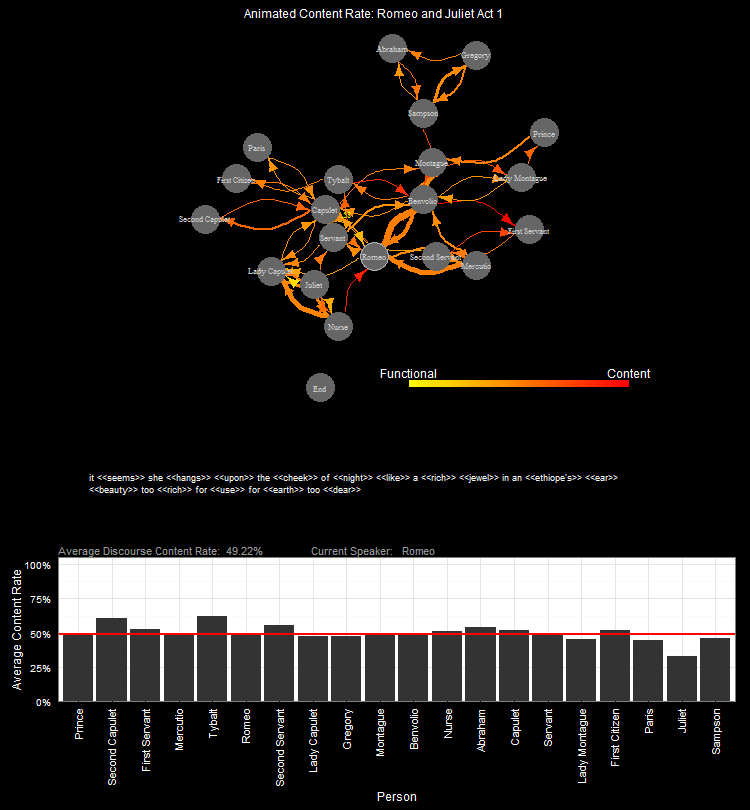 Animated Content Rate: Romeo and Juliet Act 1
Abraham
Gregory
Sampson
Prince
Paris
Montague
First Citizen
Tybalt
Lady Montague
Benvolio
Second Capulet
Capulet
First Servant
Servant
Romeo
Second Servant
Mercutio
Lady Capulet
Juliet
Nurse
End
Functional
Content
it <<seems>> she <<hangs>> <<upon>> the <<cheek>> of <<night>> <<like>> a <<rich>> <<jewel>> in an <<ethiope's>> <<ear>>
<<beauty>> too <<rich>> for <<use>> for <<earth>> too <<dear>>
Average Discourse Content Rate: 49.22%
Current Speaker: Romeo
Average Content Rate
100%
75%
50%
25%
0%
Prince
Second Capulet
First Servant
Mercutio
Tybalt
Romeo
Second Servant
Lady Capulet
Gregory
Montague
Benvolio
Nurse
Abraham
Capulet
Servant
Lady Montague
First Citizen
Paris
Juliet
Sampson
Person